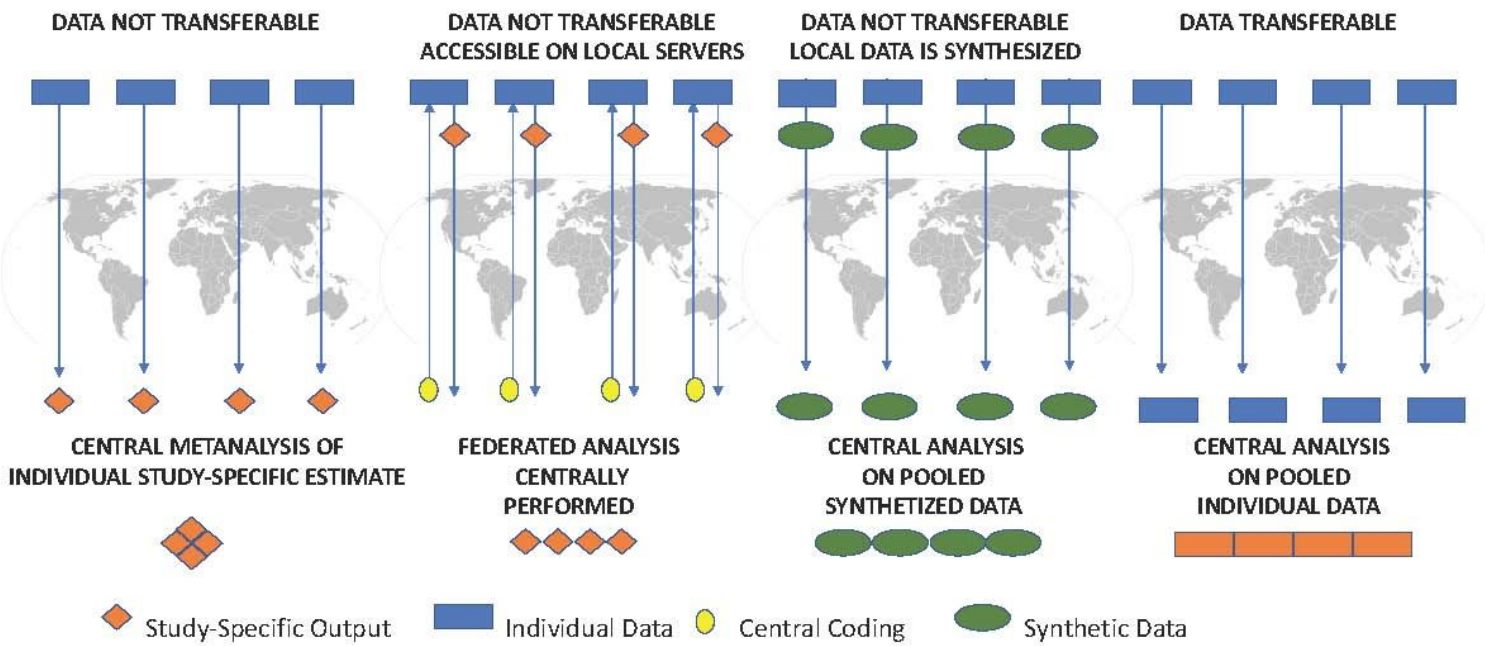 DATA NOT TRANSFERABLE
DATA NOT TRANSFERABLE
ACCESSIBLE ON LOCAL SERVERS
DATA NOT TRANSFERABLE
LOCAL DATA IS SYNTHESIZED
DATA TRANSFERABLE
CENTRAL METANALYSIS OF
INDIVIDUAL STUDY-SPECIFIC ESTIMATE
FEDERATED ANALYSIS
CENTRALLY
PERFORMED
CENTRAL ANALYSIS
ON POOLED
SYNTHETIZED DATA
CENTRAL ANALYSIS
ON POOLED
INDIVIDUAL DATA
Study-Specific Output
Individual Data
Central Coding
Synthetic Data